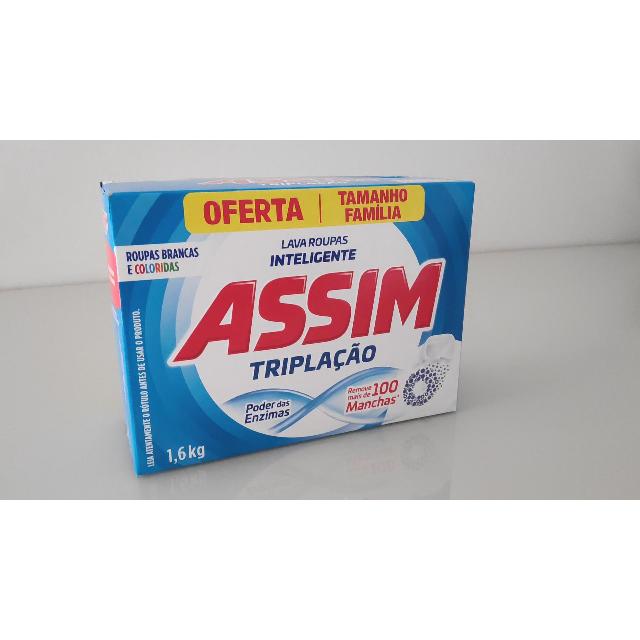 TRIPLAÇÃO
OFERTA
TAMANHO
FAMÍLIA
LAVA ROUPAS
INTELIGENTE
ROUPAS BRANCAS
E COLORIDAS
ASSIM
TRIPLAÇÃO
Poder das
Enzimas
Remove
mais de 100
Manchas*
LEIA ATENTAMENTE O RÓTULO ANTES DE USAR O PRODUTO.
1,6 kg